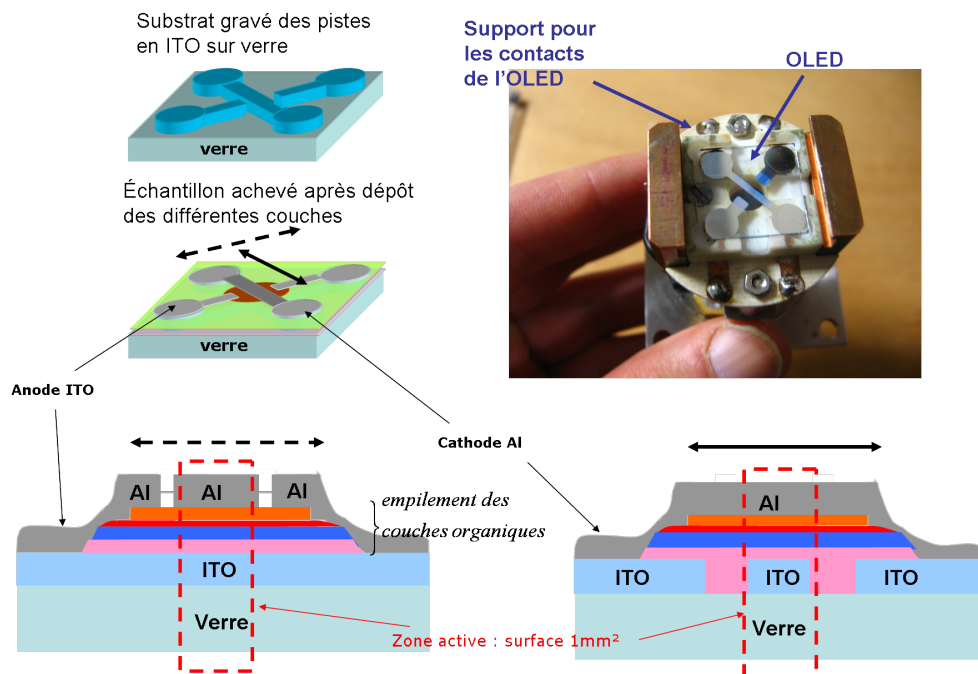 Substrat gravé des pistes
en ITO sur verre
verre
Support pour
les contacts
de l'OLED
OLED
Échantillon achevé après dépôt
des différentes couches
verre
Anode ITO
Cathode Al
Al
Al
Al
empilement des
couches organiques
ITO
Verre
Al
ITO
ITO
ITO
Verre
Zone active : surface 1mm²